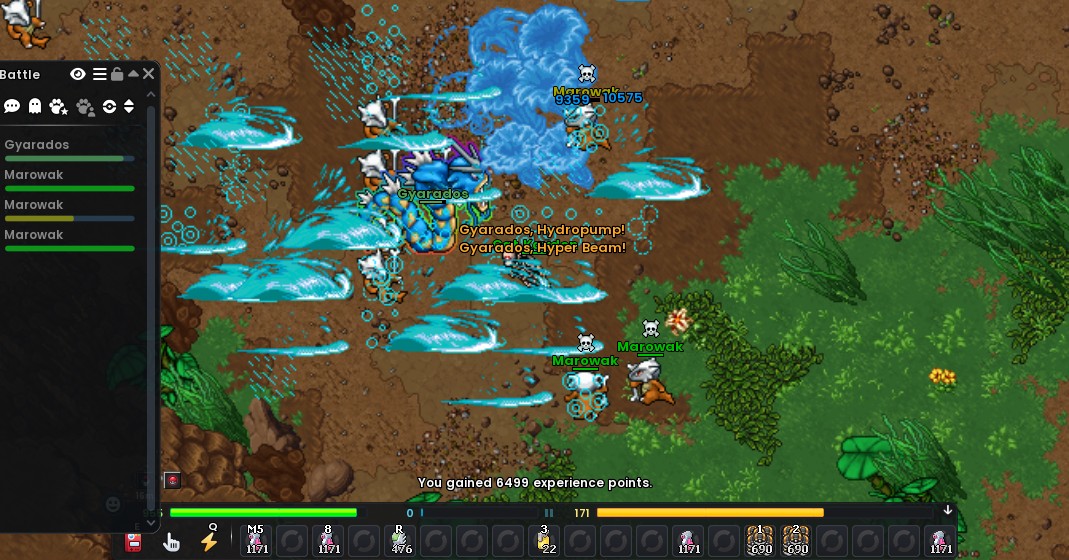 Battle
Gyarados
Marowak
Marowak
Marowak
Marowak
9359
10575
Gyarados
Gyarados, Hydropump!
Gyarados, Hyper Beam!
Marowak
Marowak
You gained 6499 experience points.
0
171
E
Q
M5
1171
8
1171
R
476
3
22
1171
1
690
2
690
1171